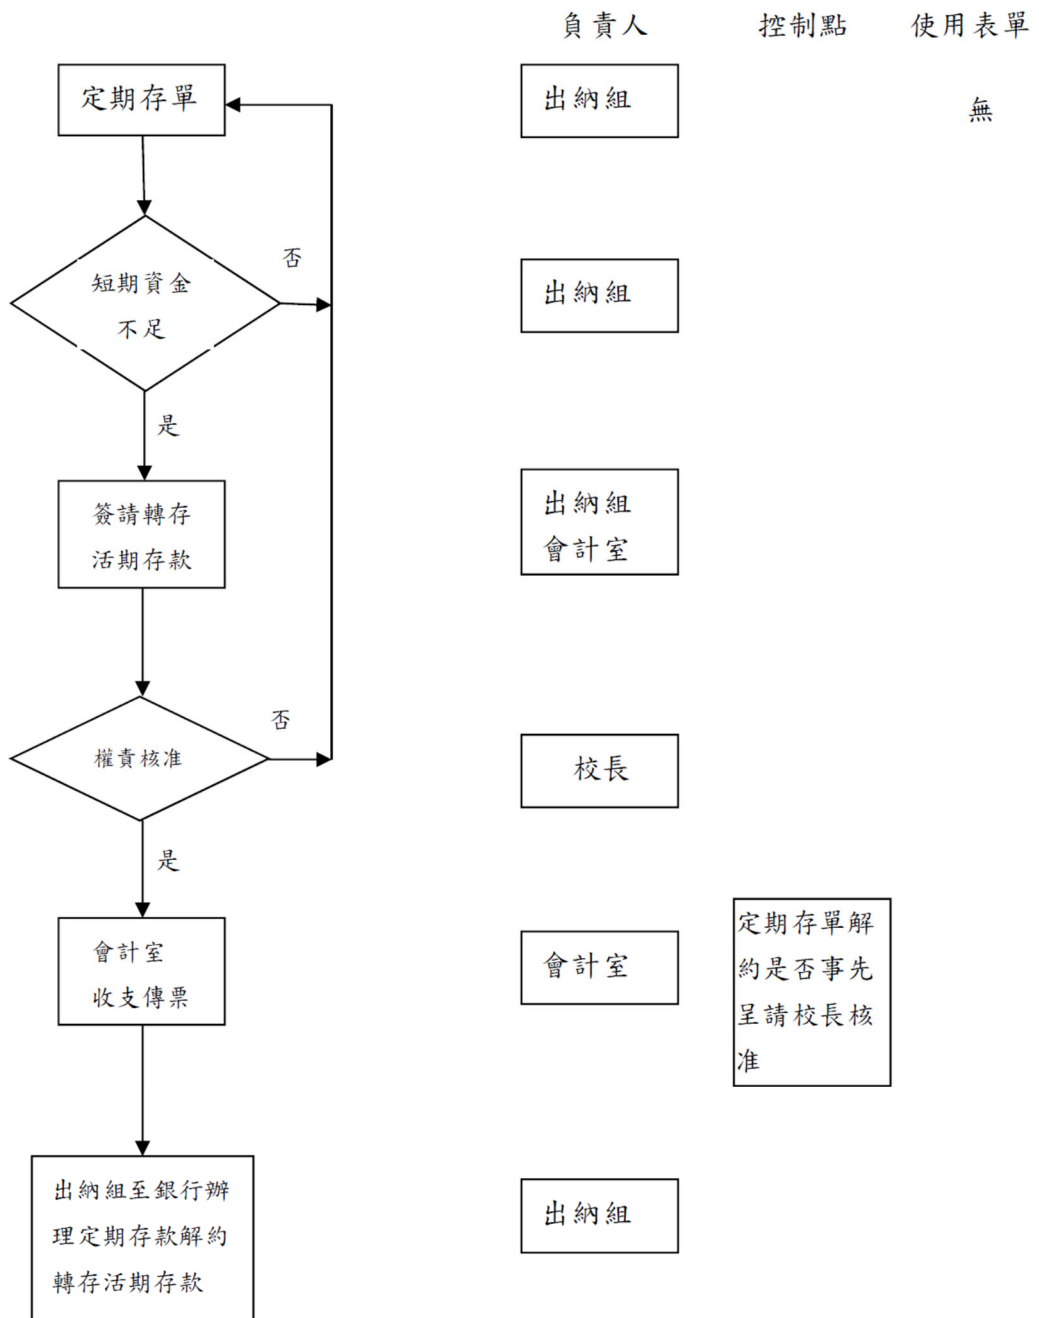 負責人 控制點 使用表單
定期存單 出納組 無
否
短期資金
不足
出納組
是
簽請轉存
活期存款
出納組
會計室
否
權責核准 校長
是
會計室
收支傳票
會計室
定期存單解
約是否事先
呈請校長核
准
出納組至銀行辦
理定期存款解約
轉存活期存款
出納組